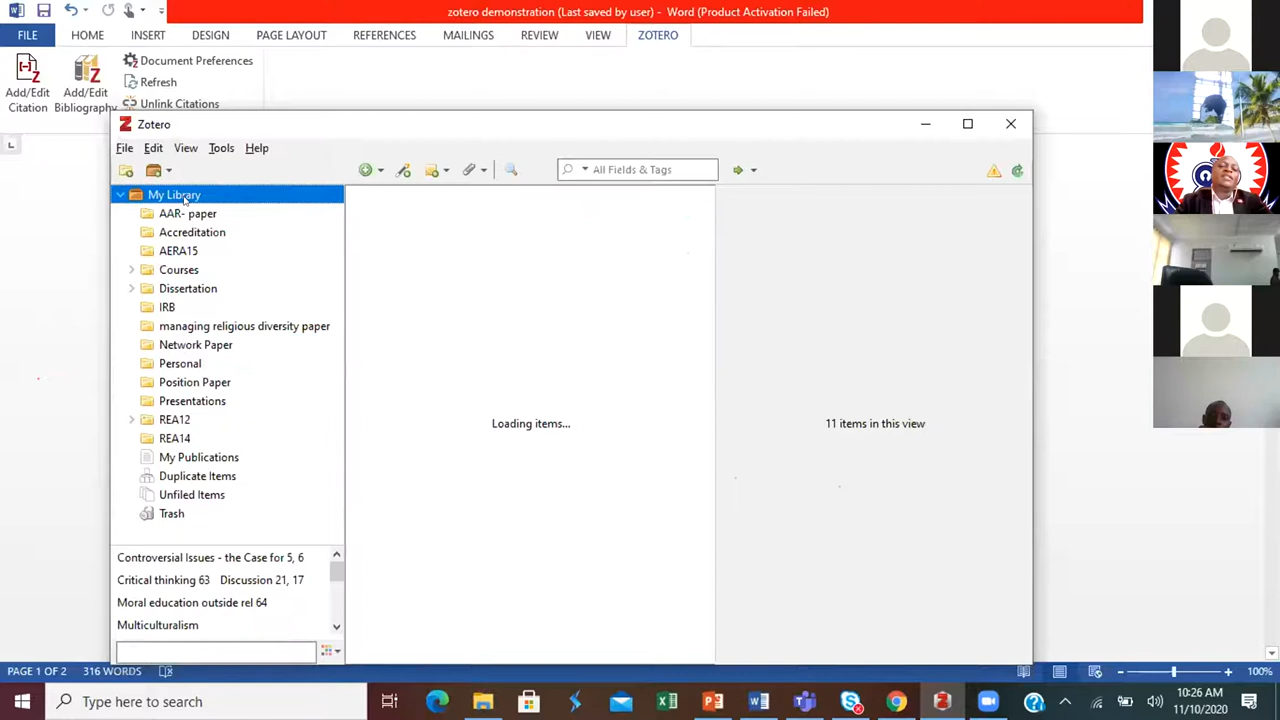 zotero demonstration (Last saved by user) - Word (Product Activation Failed)
FILE HOME INSERT DESIGN PAGE LAYOUT REFERENCES MAILINGS REVIEW VIEW ZOTERO
Add/Edit Citation
Add/Edit Bibliography
Document Preferences
Refresh
Unlink Citations
Zotero
File Edit View Tools Help
All Fields & Tags
My Library
AAR- paper
Accreditation
AERA15
Courses
Dissertation
IRB
managing religious diversity paper
Network Paper
Personal
Position Paper
Presentations
REA12
REA14
My Publications
Duplicate Items
Unfiled Items
Trash
Loading items...
11 items in this view
Controversial Issues - the Case for 5, 6
Critical thinking 63 Discussion 21, 17
Moral education outside rel 64
Multiculturalism
PAGE 1 OF 2 316 WORDS
100%
Type here to search
10:26 AM
11/10/2020